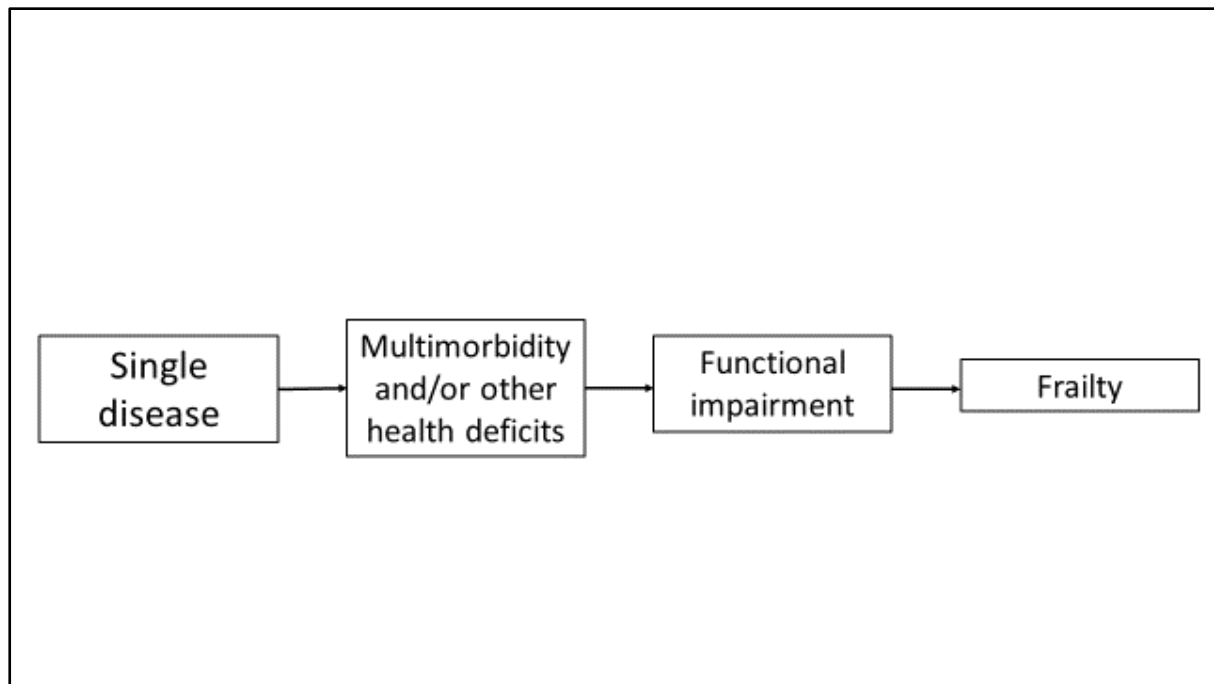 Single
disease
Multimorbidity
and/or other
health deficits
Functional
impairment
Frailty